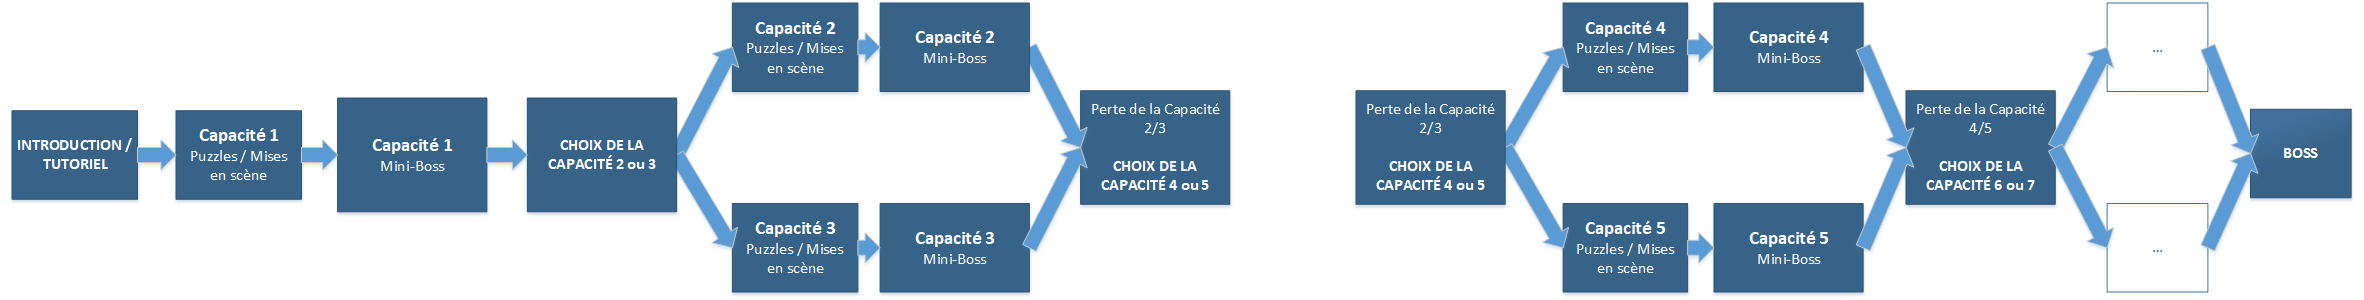 INTRODUCTION /
TUTORIEL
Capacité 1
Puzzles / Mises
en scène
Capacité 1
Mini-Boss
CHOIX DE LA
CAPACITÉ 2 ou 3
Capacité 2
Puzzles / Mises
en scène
Capacité 2
Mini-Boss
Capacité 3
Puzzles / Mises
en scène
Capacité 3
Mini-Boss
Perte de la Capacité
2/3
CHOIX DE LA
CAPACITÉ 4 ou 5
Perte de la Capacité
2/3
CHOIX DE LA
CAPACITÉ 4 ou 5
Capacité 4
Puzzles / Mises
en scène
Capacité 4
Mini-Boss
Capacité 5
Puzzles / Mises
en scène
Capacité 5
Mini-Boss
Perte de la Capacité
4/5
CHOIX DE LA
CAPACITÉ 6 ou 7
...
...
BOSS